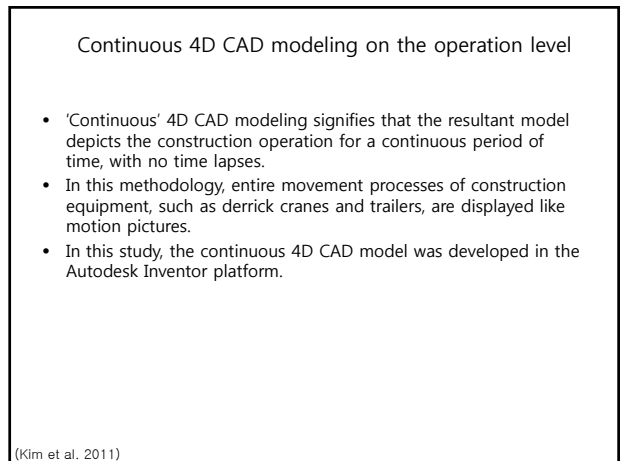 Continuous 4D CAD modeling on the operation level
• 'Continuous' 4D CAD modeling signifies that the resultant model
depicts the construction operation for a continuous period of
time, with no time lapses.
• In this methodology, entire movement processes of construction
equipment, such as derrick cranes and trailers, are displayed like
motion pictures.
• In this study, the continuous 4D CAD model was developed in the
Autodesk Inventor platform.
(Kim et al. 2011)